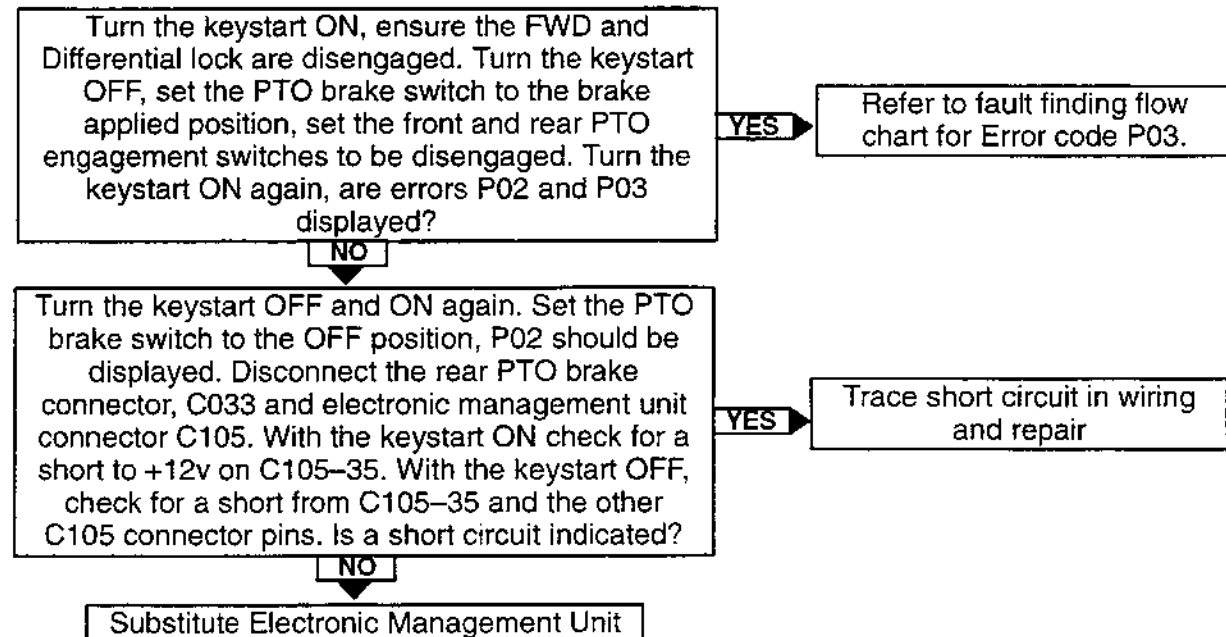 Turn the keystart ON, ensure the FWD and
Differential lock are disengaged. Turn the keystart
OFF, set the PTO brake switch to the brake
applied position, set the front and rear PTO
engagement switches to be disengaged. Turn the
keystart ON again, are errors P02 and P03
displayed?
YES
Refer to fault finding flow
chart for Error code P03.
NO
Turn the keystart OFF and ON again. Set the PTO
brake switch to the OFF position, P02 should be
displayed. Disconnect the rear PTO brake
connector, C033 and electronic management unit
connector C105. With the keystart ON check for a
short to +12v on C105–35. With the keystart OFF,
check for a short from C105–35 and the other
C105 connector pins. Is a short circuit indicated?
YES
Trace short circuit in wiring
and repair
NO
Substitute Electronic Management Unit